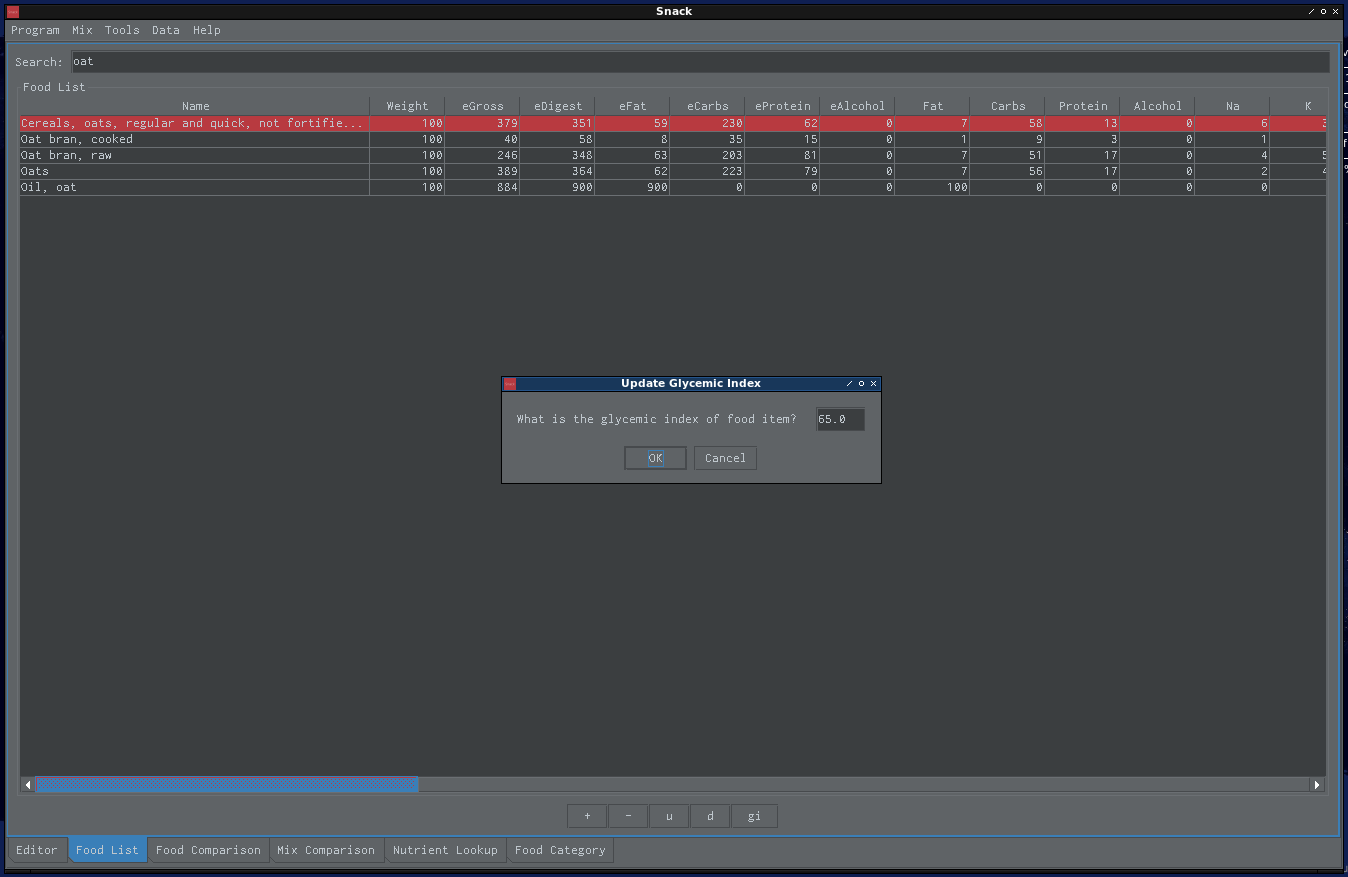 Snack
Program Mix Tools Data Help
Search: oat
Food List
Name Weight eGross eDigest eFat eCarbs eProtein eAlcohol Fat Carbs Protein Alcohol Na K
Cereals, oats, regular and quick, not fortifie... 100 379 351 59 230 62 0 7 58 13 0 6
Oat bran, cooked 100 40 58 8 35 15 0 1 9 3 0 1
Oat bran, raw 100 246 348 63 203 81 0 7 51 17 0 4
Oats 100 389 364 62 223 79 0 7 56 17 0 2
Oil, oat 100 884 900 900 0 0 0 100 0 0 0 0
Update Glycemic Index
What is the glycemic index of food item? 65.0
OK Cancel
+ - u d gi
Editor Food List Food Comparison Mix Comparison Nutrient Lookup Food Category